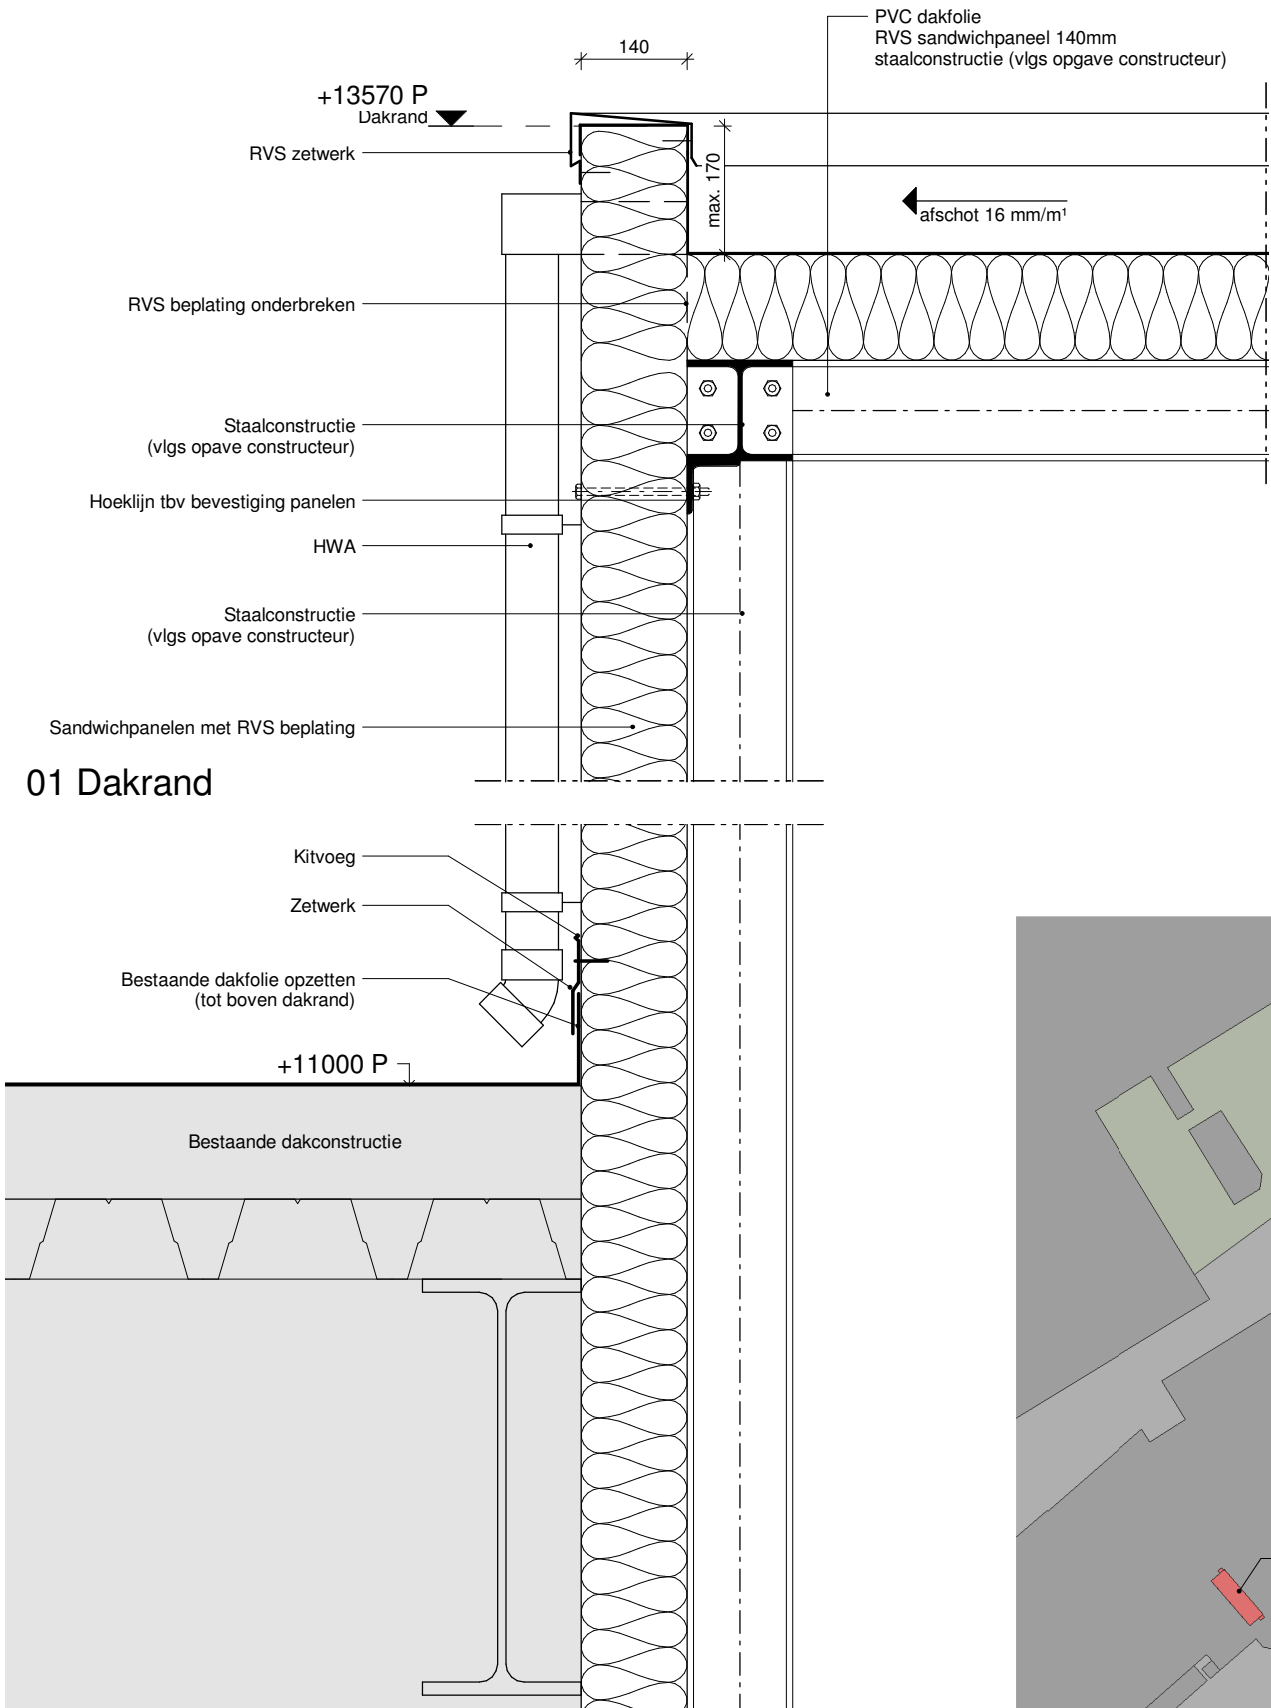 PVC dakfolie
RVS sandwichpaneel 140mm
staalconstructie (vlgs opgave constructeur)
140
+13570 P
Dakrand
RVS zetwerk
max. 170
afschot 16 mm/m¹
RVS beplating onderbreken
Staalconstructie
(vlgs opave constructeur)
Hoeklijn tbv bevestiging panelen
HWA
Staalconstructie
(vlgs opave constructeur)
Sandwichpanelen met RVS beplating
01 Dakrand
Kitvoeg
Zetwerk
Bestaande dakfolie opzetten
(tot boven dakrand)
+11000 P
Bestaande dakconstructie